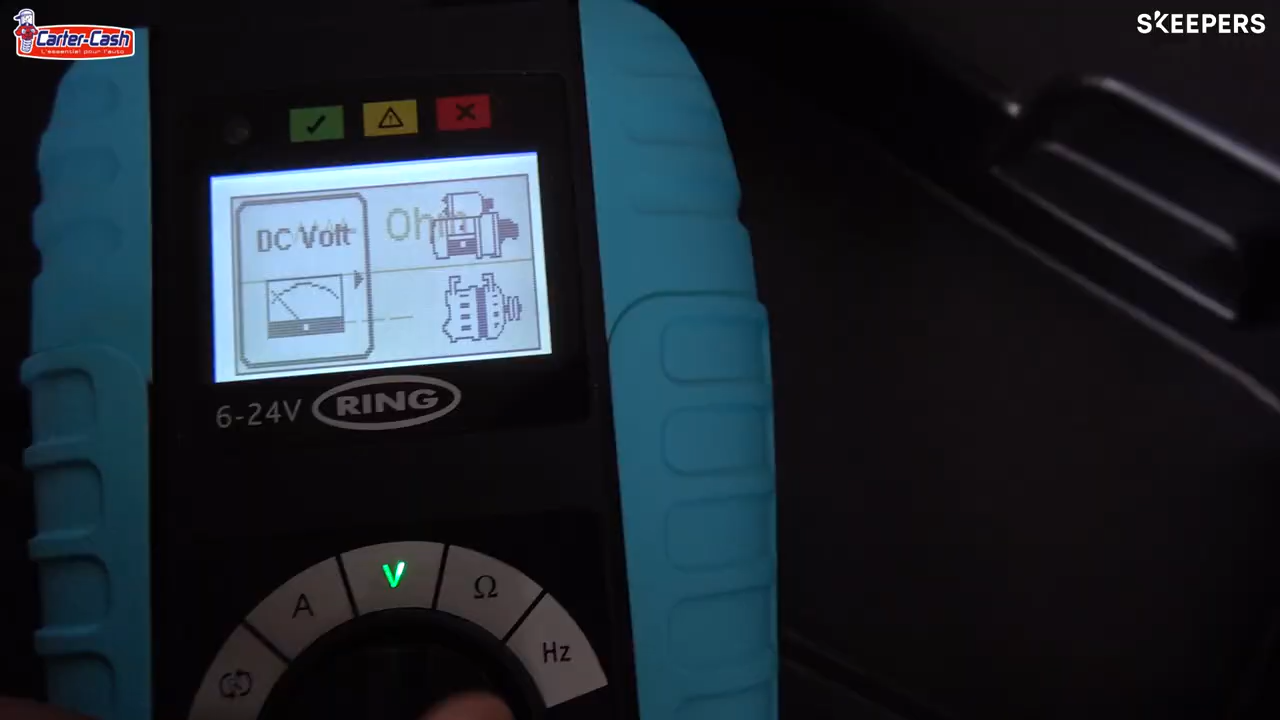 Carter-Cash
L'essentiel pour l'auto
SKEEPERS
DC Volt
Ohm
6-24V
RING
A
V
Ω
Hz